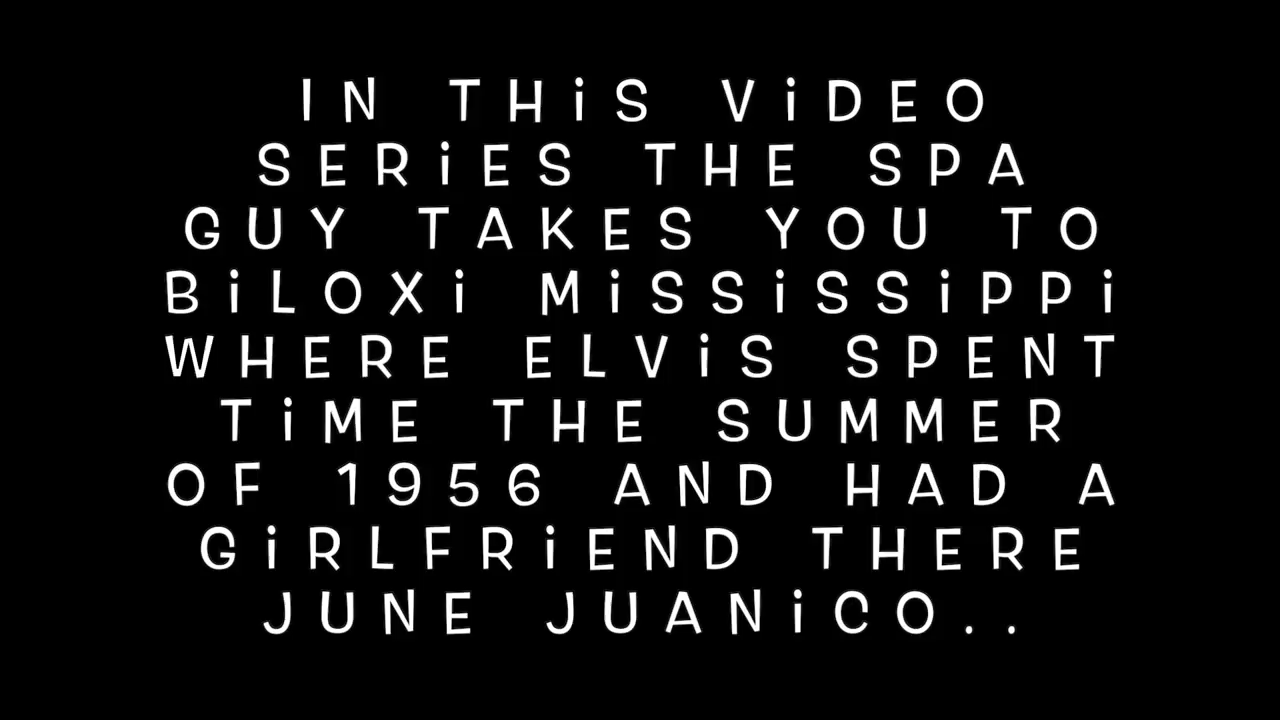 IN THiS ViDEO
SERiES THE SPA
GUY TAKES YOU TO
BiLOXi MiSSiSSiPPi
WHERE ELViS SPENT
TiME THE SUMMER
OF 1956 AND HAD A
GiRLFRiEND THERE
JUNE JUANiCO..